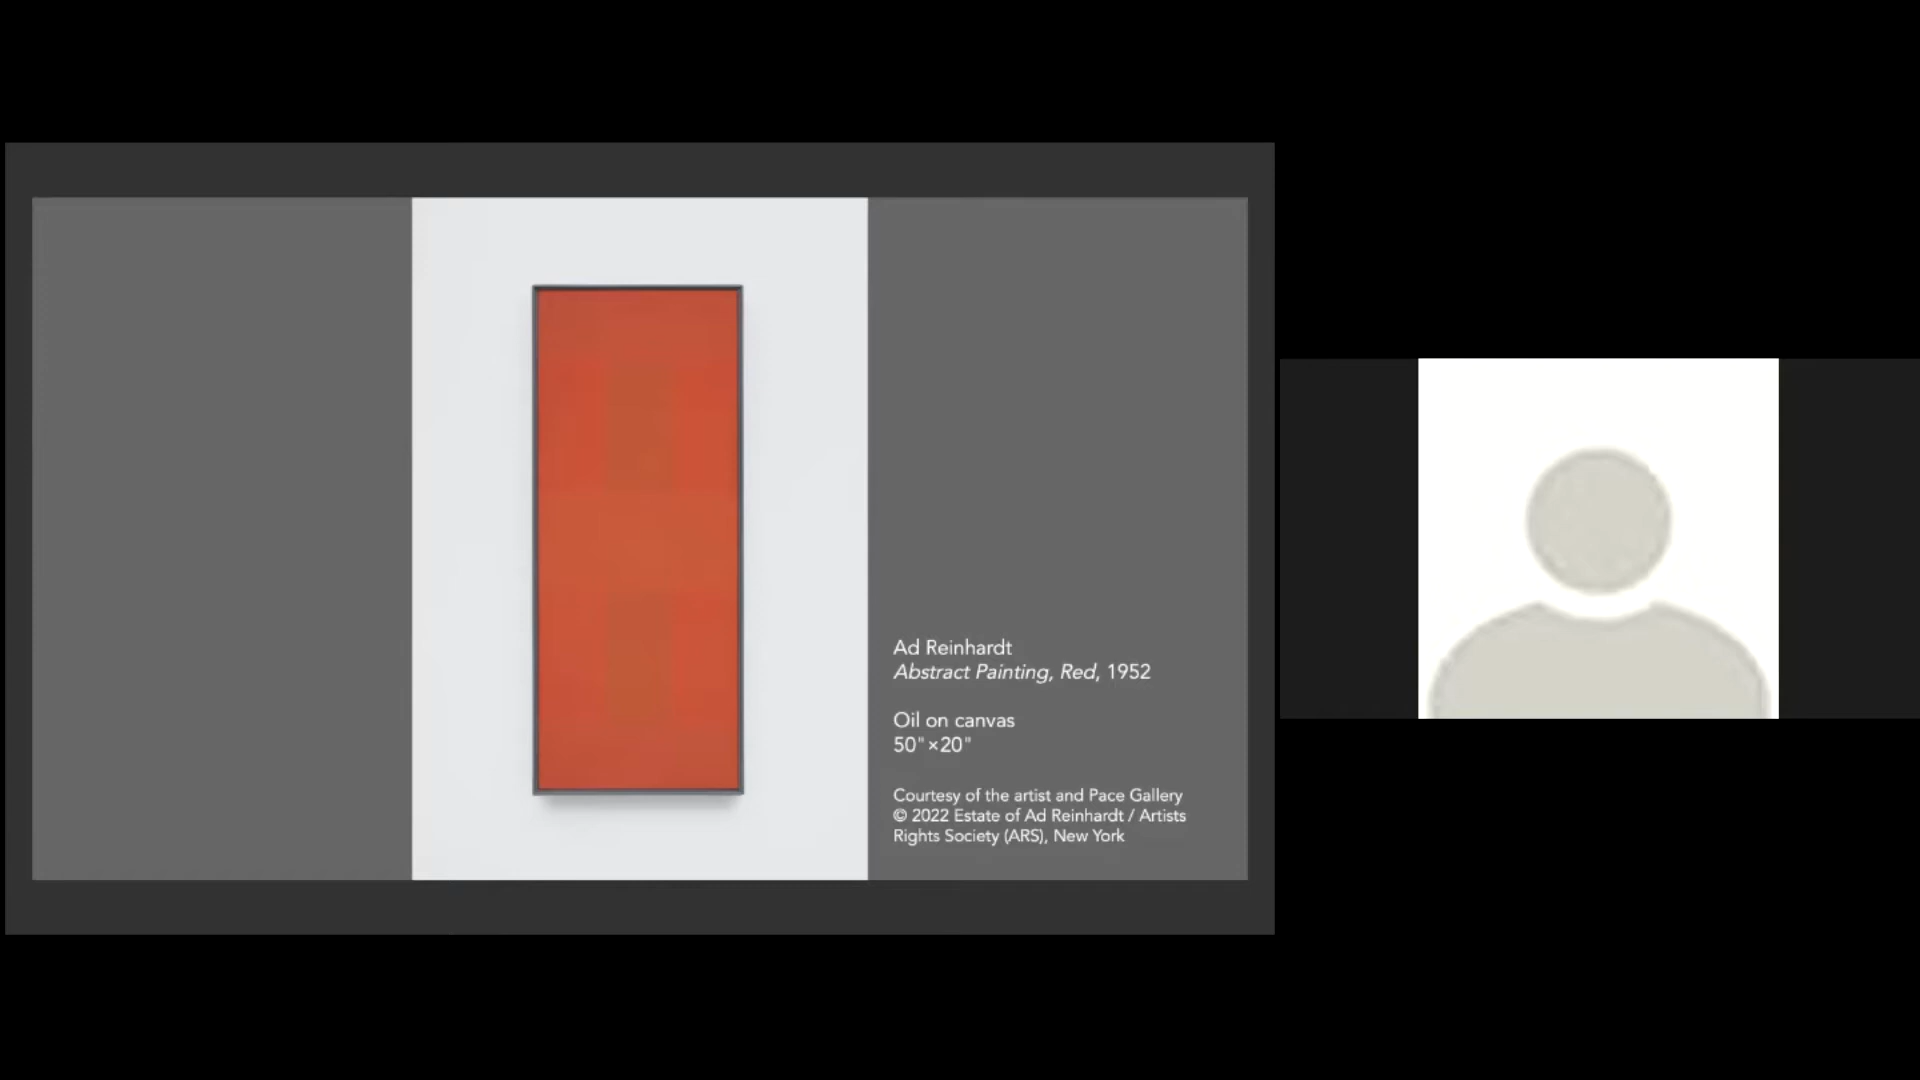 Ad Reinhardt
Abstract Painting, Red, 1952
Oil on canvas
50"×20"
Courtesy of the artist and Pace Gallery
© 2022 Estate of Ad Reinhardt / Artists
Rights Society (ARS), New York